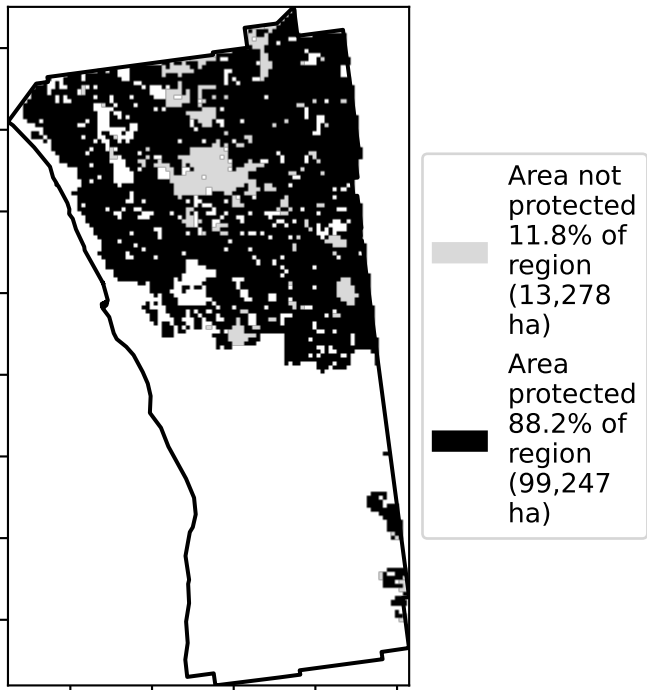 Area not
protected
11.8% of
region
(13,278
ha)
Area
protected
88.2% of
region
(99,247
ha)